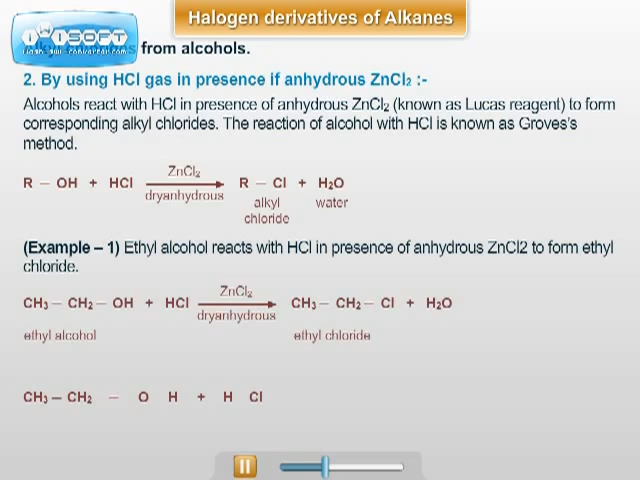 Halogen derivatives of Alkanes
from alcohols.
2. By using HCl gas in presence if anhydrous ZnCl₂ :-
Alcohols react with HCl in presence of anhydrous ZnCl₂ (known as Lucas reagent) to form
corresponding alkyl chlorides. The reaction of alcohol with HCl is known as Groves's
method.
ZnCl₂
R – OH + HCl R – Cl + H₂O
dryanhydrous
alkyl water
chloride
(Example – 1) Ethyl alcohol reacts with HCl in presence of anhydrous ZnCl2 to form ethyl
chloride.
ZnCl₂
CH₃ – CH₂ – OH + HCl CH₃ – CH₂ – Cl + H₂O
dryanhydrous
ethyl alcohol ethyl chloride
CH₃ – CH₂ – O H + H Cl